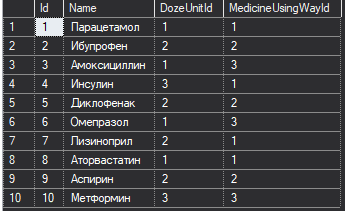 Id Name DozeUnitId MedicineUsingWayId
1 1 Парацетамол 1 1
2 2 Ибупрофен 2 2
3 3 Амоксициллин 1 3
4 4 Инсулин 3 1
5 5 Диклофенак 2 2
6 6 Омепразол 1 3
7 7 Лизиноприл 2 1
8 8 Аторвастатин 1 1
9 9 Аспирин 2 2
10 10 Метформин 3 3